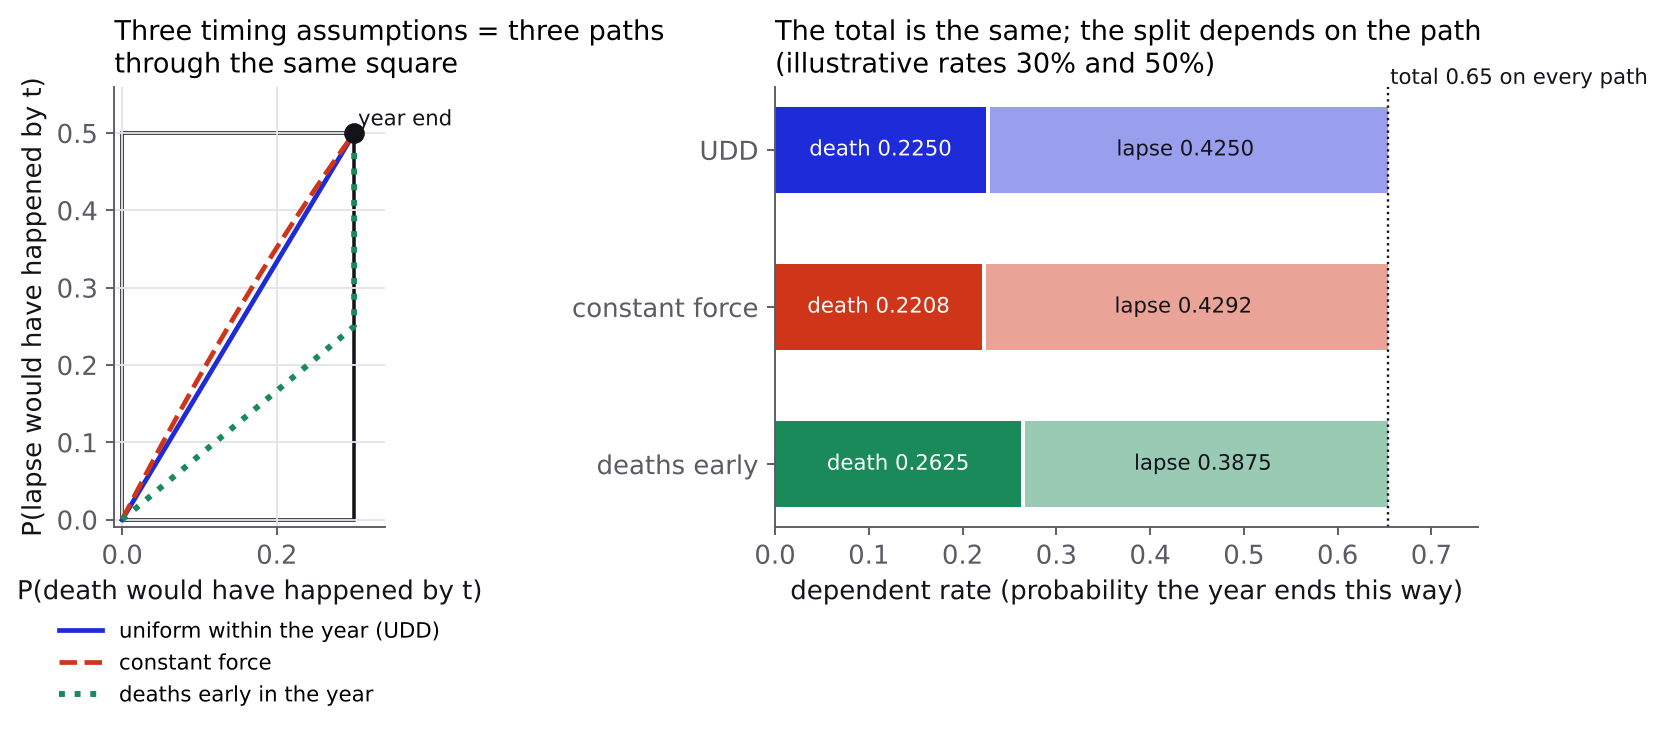 Three timing assumptions = three paths
through the same square
P(lapse would have happened by t)
0.5
0.4
0.3
0.2
0.1
0.0
year end
0.0
0.2
P(death would have happened by t)
uniform within the year (UDD)
constant force
deaths early in the year
The total is the same; the split depends on the path
(illustrative rates 30% and 50%)
total 0.65 on every path
UDD
death 0.2250
lapse 0.4250
constant force
death 0.2208
lapse 0.4292
deaths early
death 0.2625
lapse 0.3875
0.0
0.1
0.2
0.3
0.4
0.5
0.6
0.7
dependent rate (probability the year ends this way)